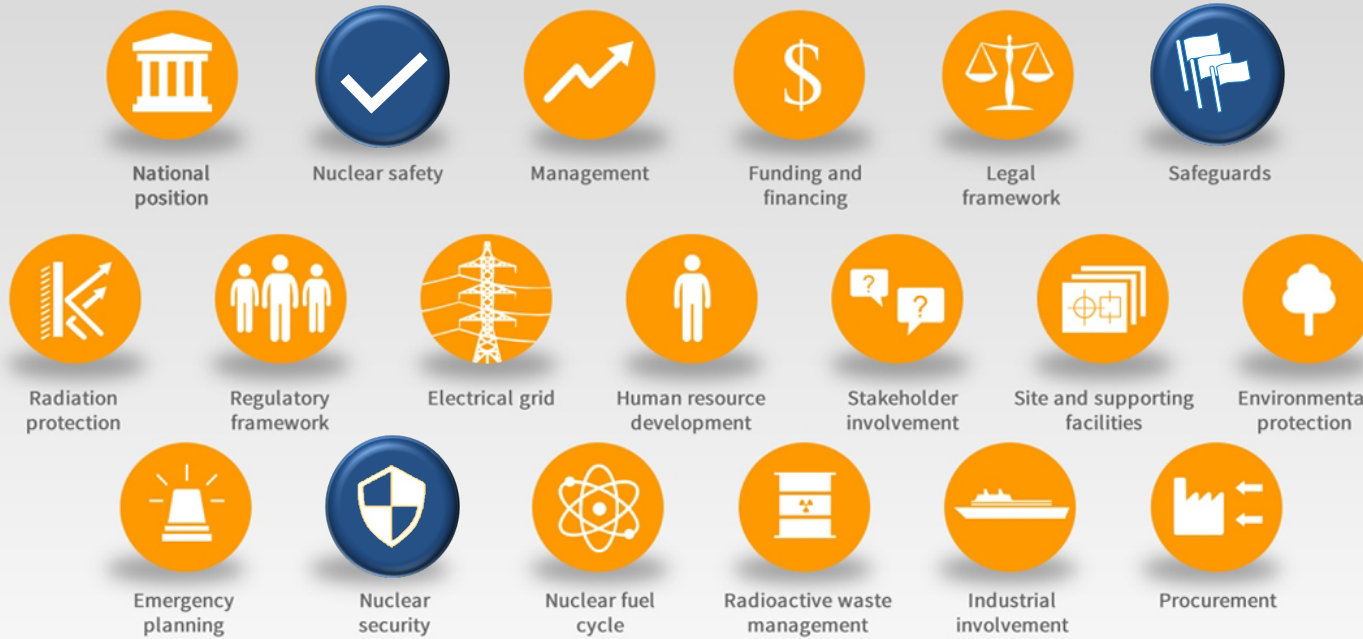 National
position
Nuclear safety
Management
$
Funding and
financing
Legal
framework
Safeguards
Radiation
protection
Regulatory
framework
Electrical grid
Human resource
development
? ?
Stakeholder
involvement
Site and supporting
facilities
Environmenta
protection
Emergency
planning
Nuclear
security
Nuclear fuel
cycle
Radioactive waste
management
Industrial
involvement
Procurement